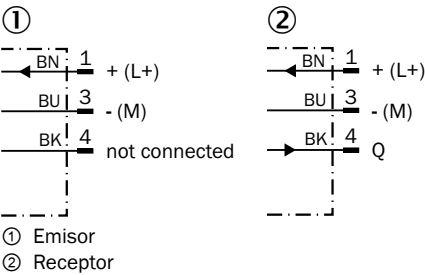 ① ②
BN 1 + (L+)
BU 3 - (M)
BK 4 not connected
BN 1 + (L+)
BU 3 - (M)
BK 4 Q
① Emisor
② Receptor